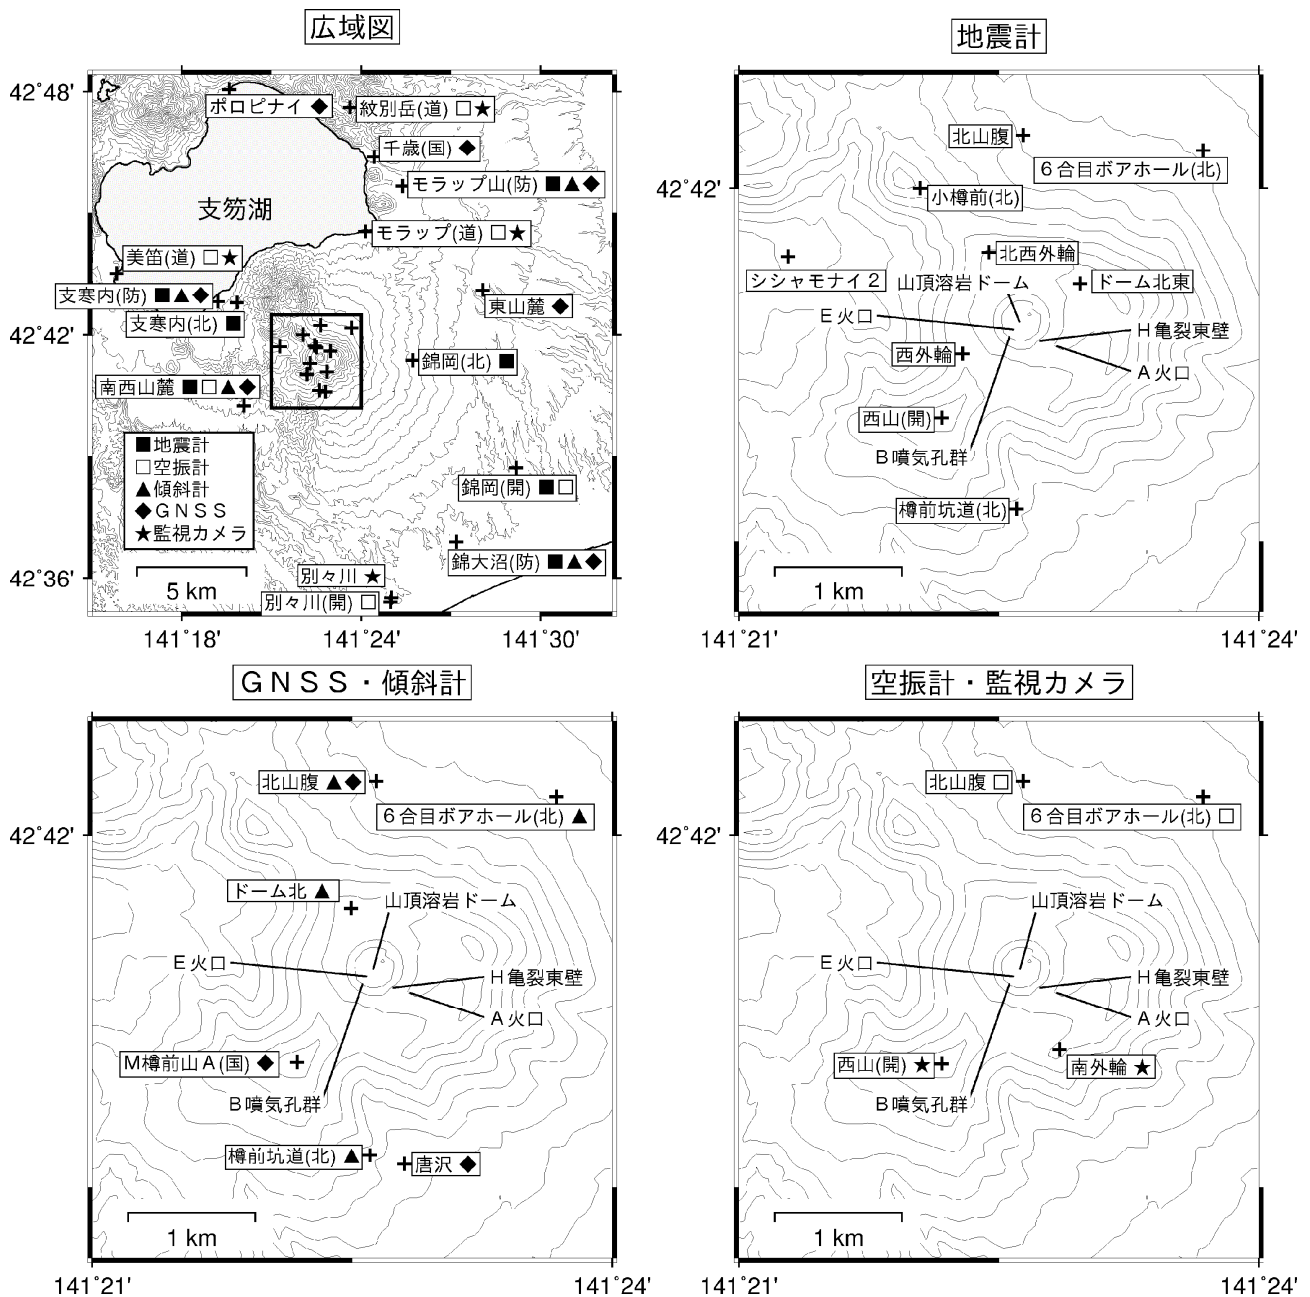 広域図
42°48'
42°42'
42°36'
ポロピナイ ◆
紋別岳(道) □★
千歳(国) ◆
モラップ山(防) ■▲◆
支笏湖
モラップ(道) □★
美笛(道) □★
支寒内(防) ■▲◆
支寒内(北) ■
東山麓 ◆
錦岡(北) ■
南西山麓 ■□▲◆
■地震計
□空振計
▲傾斜計
◆GNSS
★監視カメラ
錦岡(開) ■□
錦大沼(防) ■▲◆
別々川 ★
別々川(開) □
5 km
141°18'
141°24'
141°30'
地震計
42°42'
北山腹
6合目ボアホール(北)
小樽前(北)
北西外輪
シシャモナイ2
山頂溶岩ドーム
ドーム北東
E火口
H亀裂東壁
西外輪
A火口
西山(開)
B噴気孔群
樽前坑道(北)
1 km
141°21'
141°24'
GNSS・傾斜計
42°42'
北山腹 ▲◆
6合目ボアホール(北) ▲
ドーム北 ▲
山頂溶岩ドーム
E火口
H亀裂東壁
A火口
M樽前山A(国) ◆
B噴気孔群
樽前坑道(北) ▲
唐沢 ◆
1 km
141°21'
141°24'
空振計・監視カメラ
42°42'
北山腹 □
6合目ボアホール(北) □
山頂溶岩ドーム
E火口
H亀裂東壁
A火口
西山(開) ★
南外輪 ★
B噴気孔群
1 km
141°21'
141°24'